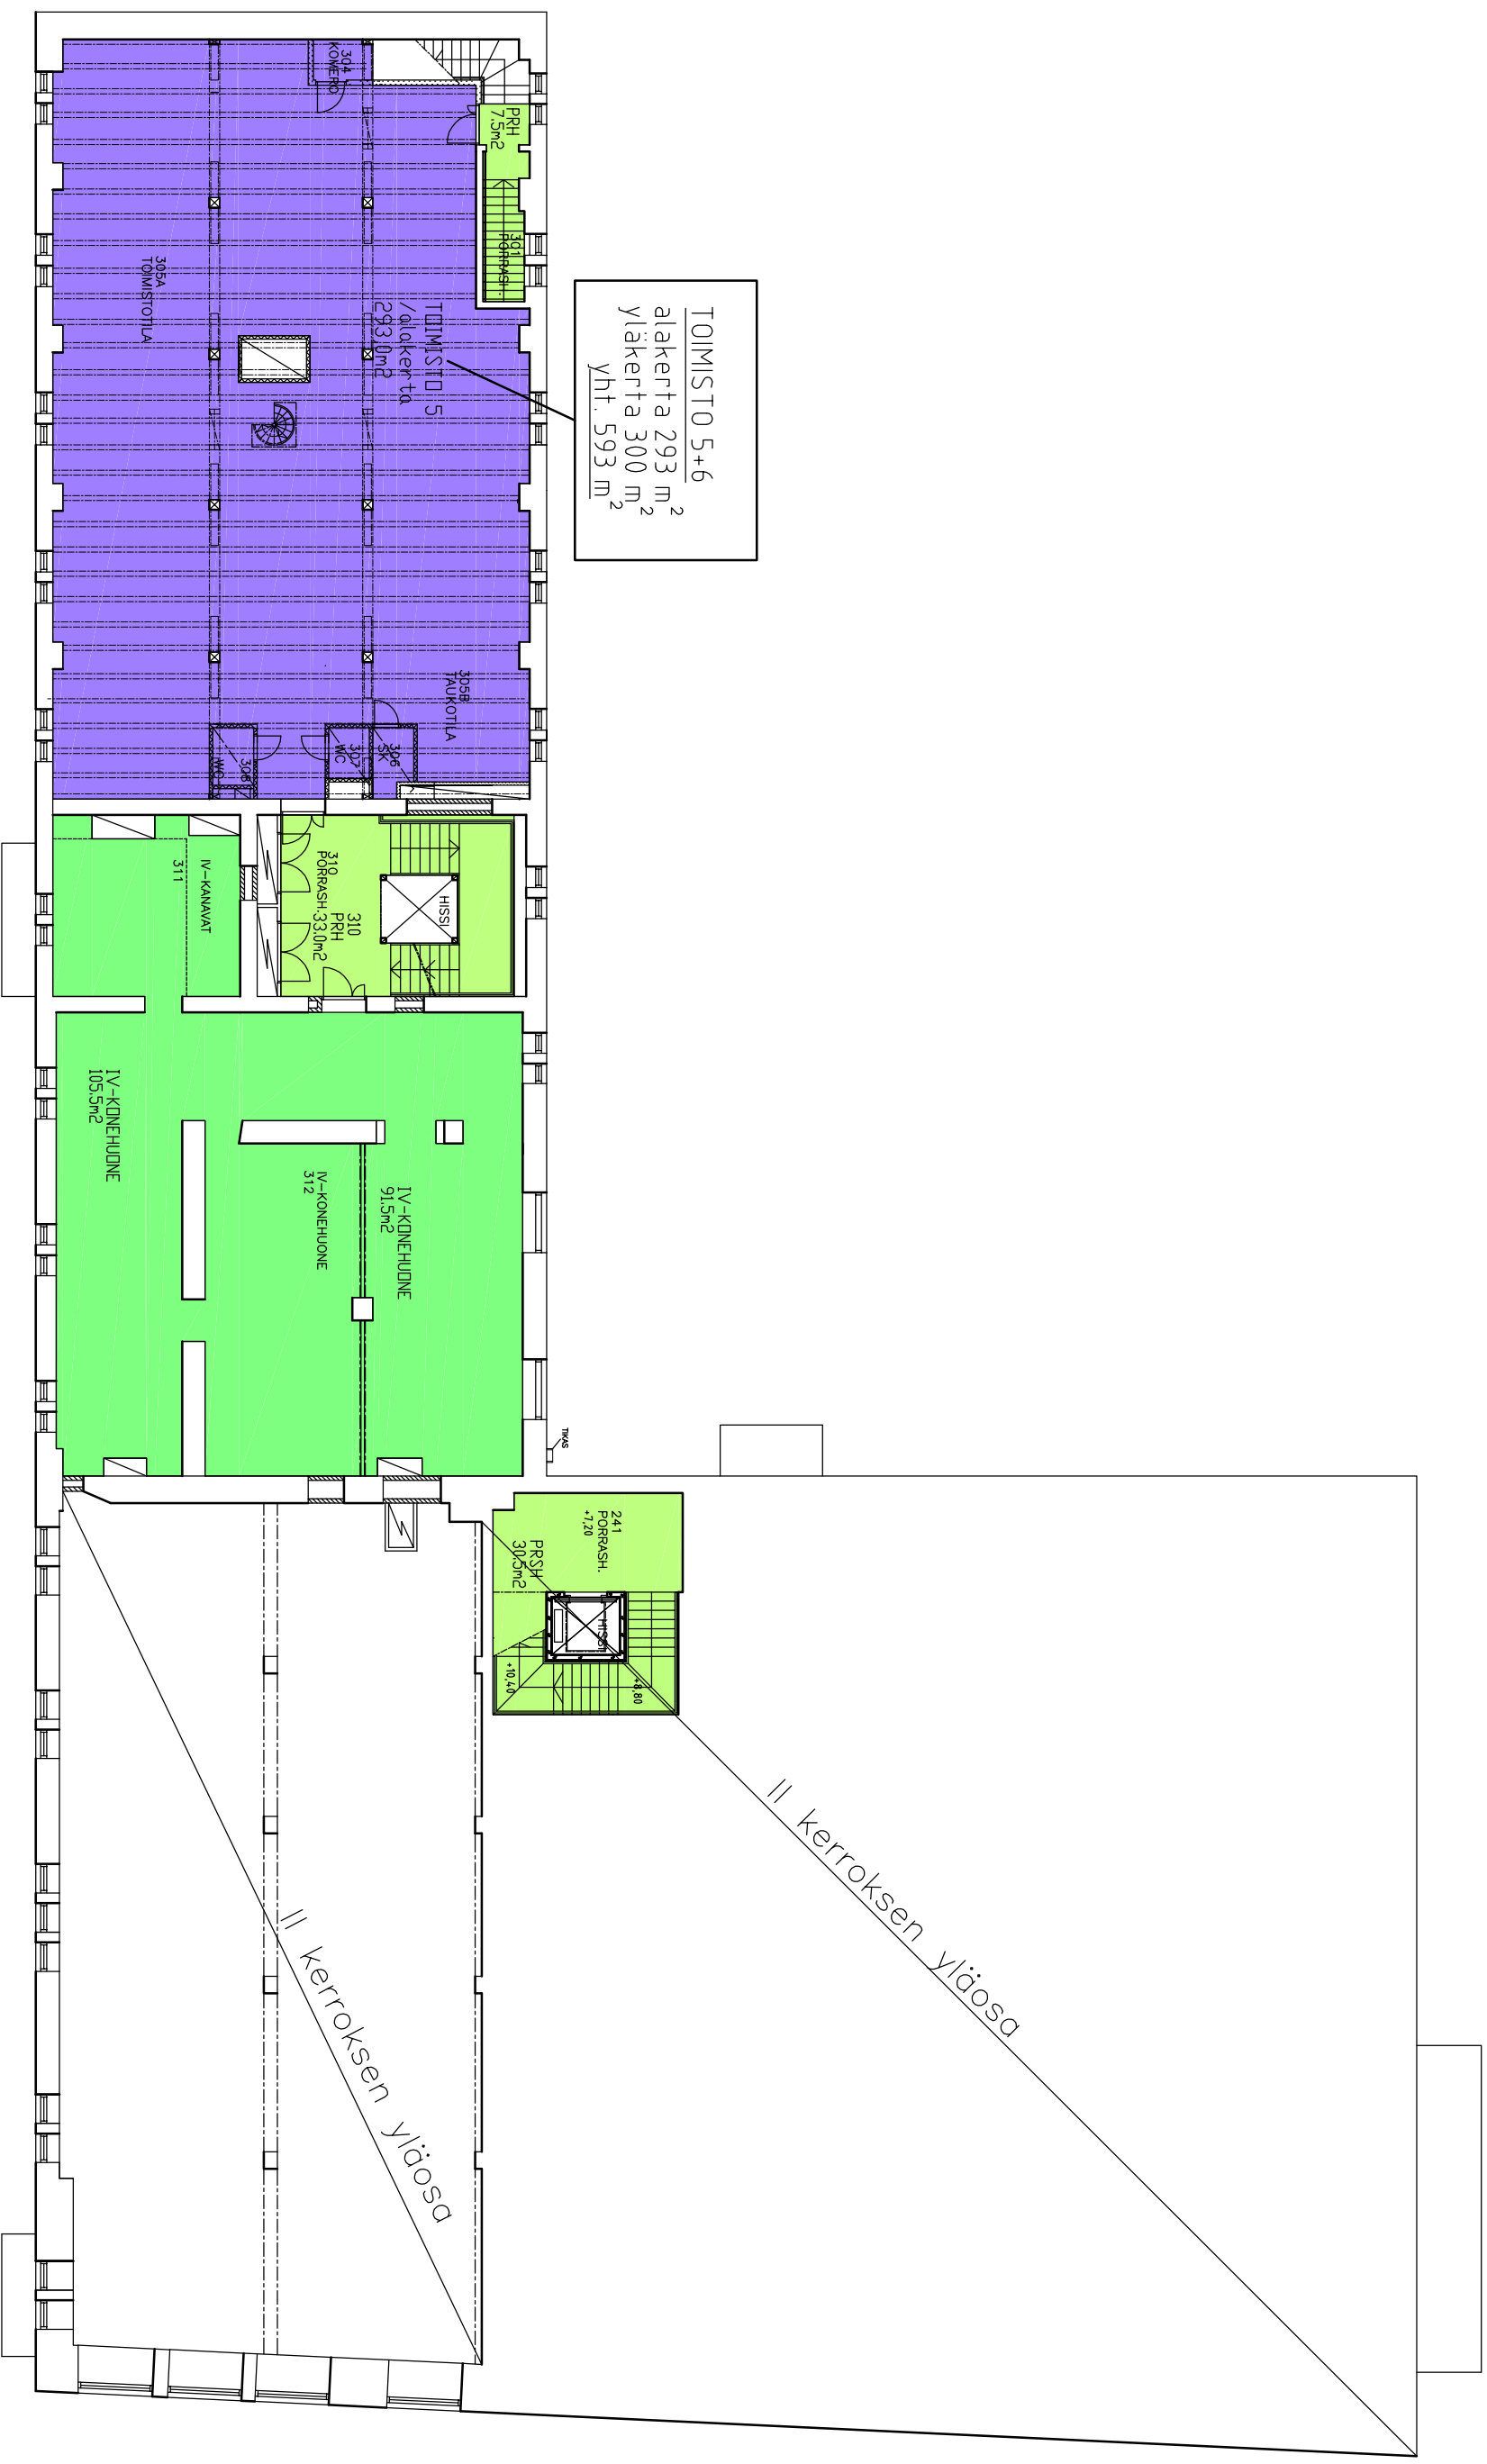 TOIMISTO 5+6
alakerta 293 m²
yläkerta 300 m²
yht. 593 m²
304
KOMERO
PRH
7,5m2
301
PORRASH.
305A
TOIMISTOTILA
TOIMISTO 5
/alakerta
293,0m2
305B
TAUKOTILA
306
SK
307
WC
308
WC
HISSI
310
PORRASH.
310
PRH
33,0m2
IV-KANAVAT
311
IV-KONEHUONE
105,5m2
IV-KONEHUONE
312
IV-KONEHUONE
91,5m2
TIKAS
241
PORRASH.
+7,20
PRSH
30,5m2
HISSI
+8,80
+10,40
II kerroksen yläosa
II kerroksen yläosa